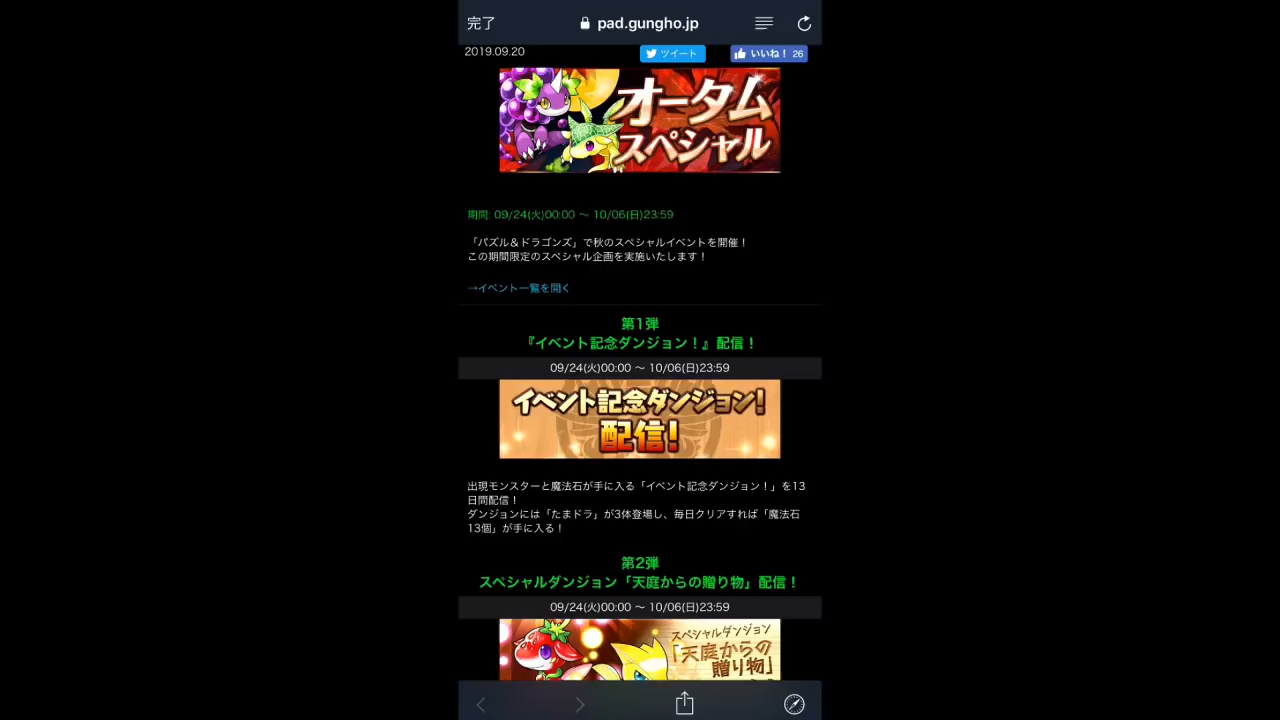 完了
pad.gungho.jp
2019.09.20
ツイート
いいね！ 26
オータム
スペシャル
期間: 09/24(火)00:00 ～ 10/06(日)23:59
「パズル＆ドラゴンズ」で秋のスペシャルイベントを開催！
この期間限定のスペシャル企画を実施いたします！
→イベント一覧を開く
第1弾
『イベント記念ダンジョン！』配信！
09/24(火)00:00 ～ 10/06(日)23:59
イベント記念ダンジョン!
配信!
出現モンスターと魔法石が手に入る「イベント記念ダンジョン！」を13
日間配信！
ダンジョンには「たまドラ」が3体登場し、毎日クリアすれば「魔法石
13個」が手に入る！
第2弾
スペシャルダンジョン「天庭からの贈り物」配信！
09/24(火)00:00 ～ 10/06(日)23:59
スペシャルダンジョン
「天庭からの
贈り物」